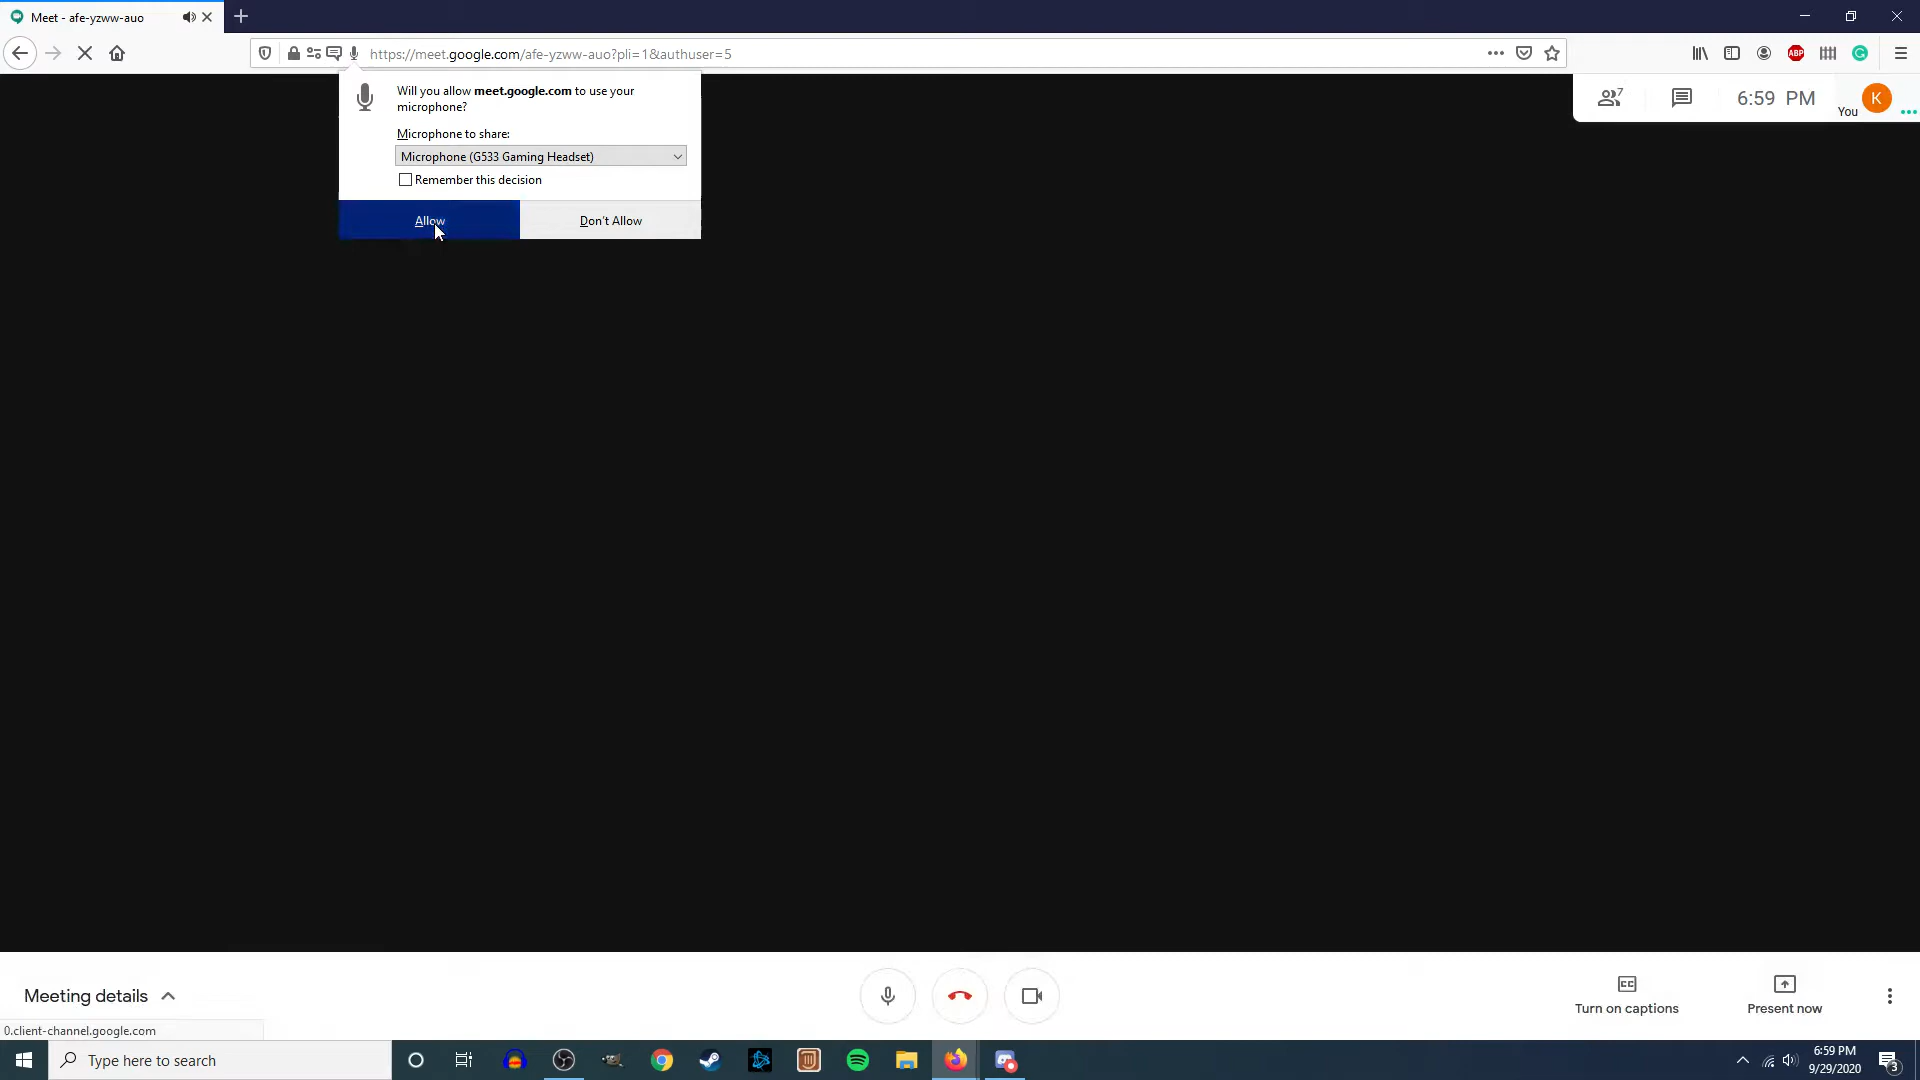 Meet - afe-yzww-auo
https://meet.google.com/afe-yzww-auo?pli=1&authuser=5
ABP
Will you allow meet.google.com to use your
microphone?
Microphone to share:
Microphone (G533 Gaming Headset)
Remember this decision
Allow
Don't Allow
7
6:59 PM
You
K
Meeting details
CC
Turn on captions
Present now
0.client-channel.google.com
Type here to search
6:59 PM
9/29/2020
3